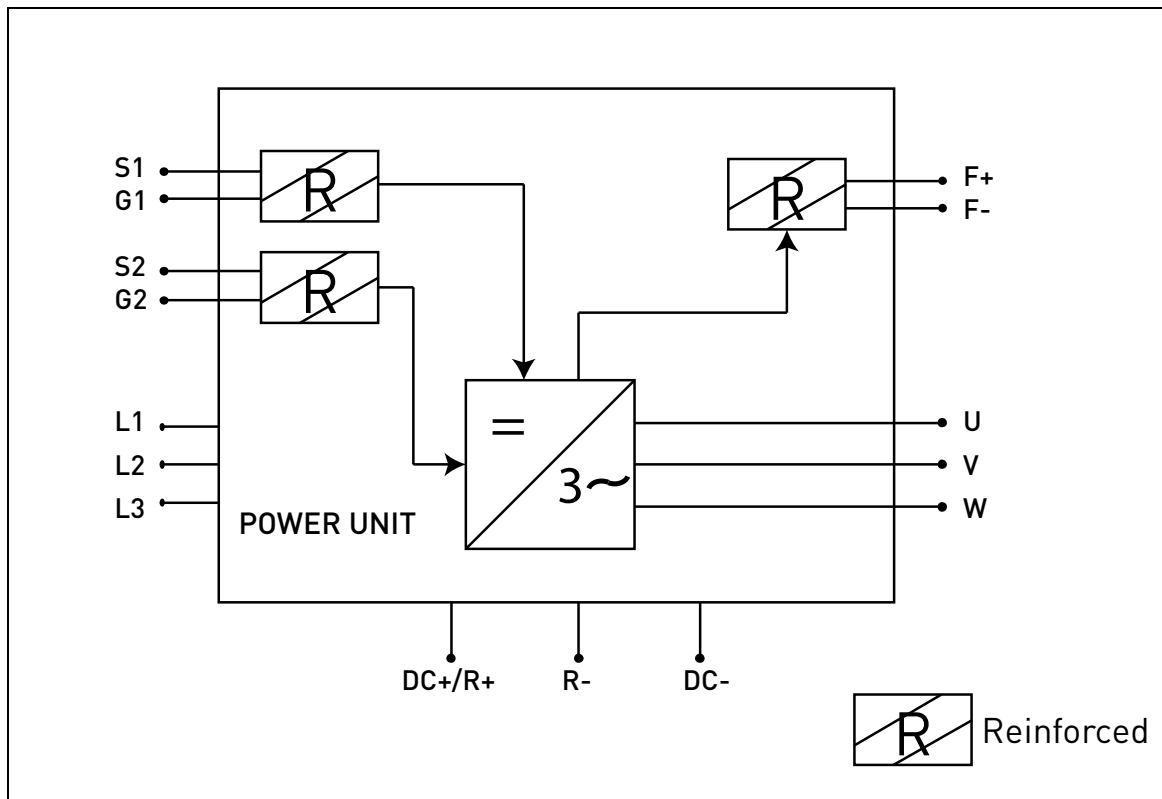 S1
G1
R
S2
G2
R
R
F+
F-
L1
L2
L3
=
3~
U
V
W
POWER UNIT
DC+/R+
R-
DC-
R
Reinforced